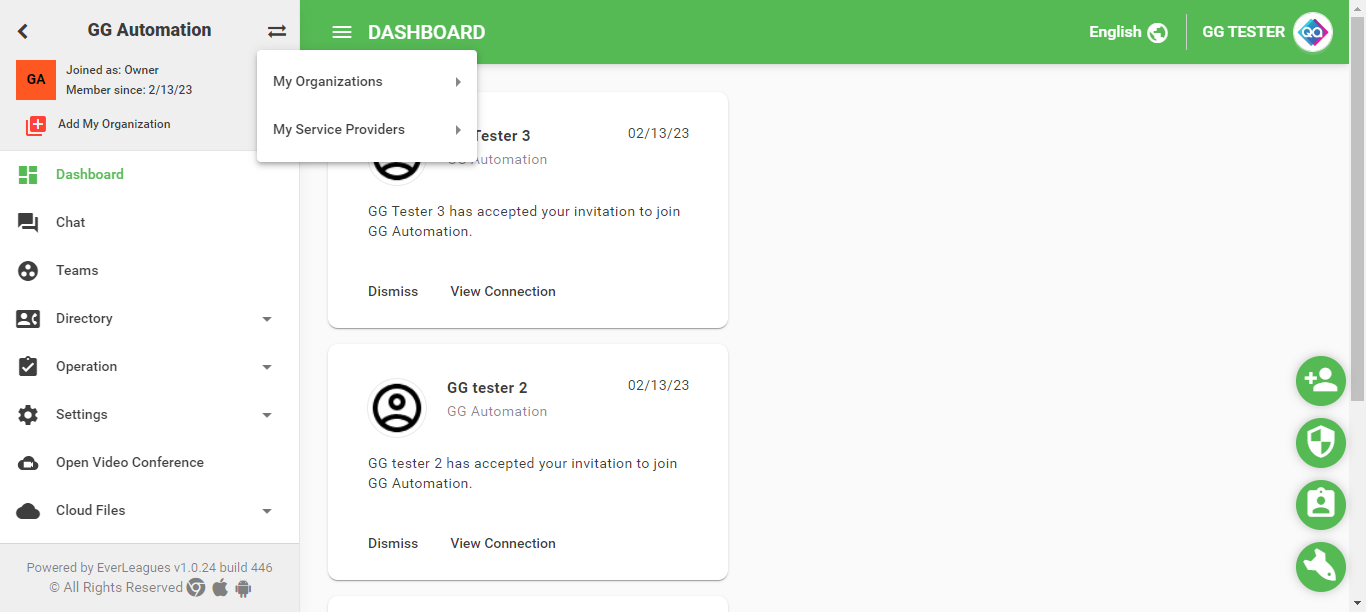 GG Automation
GA
Joined as: Owner
Member since: 2/13/23
Add My Organization
Dashboard
Chat
Teams
Directory
Operation
Settings
Open Video Conference
Cloud Files
Powered by EverLeagues v1.0.24 build 446
© All Rights Reserved
DASHBOARD
English
GG TESTER
QA
My Organizations
My Service Providers
Tester 3
02/13/23
GG Automation
GG Tester 3 has accepted your invitation to join
GG Automation.
Dismiss
View Connection
GG tester 2
02/13/23
GG Automation
GG tester 2 has accepted your invitation to join
GG Automation.
Dismiss
View Connection